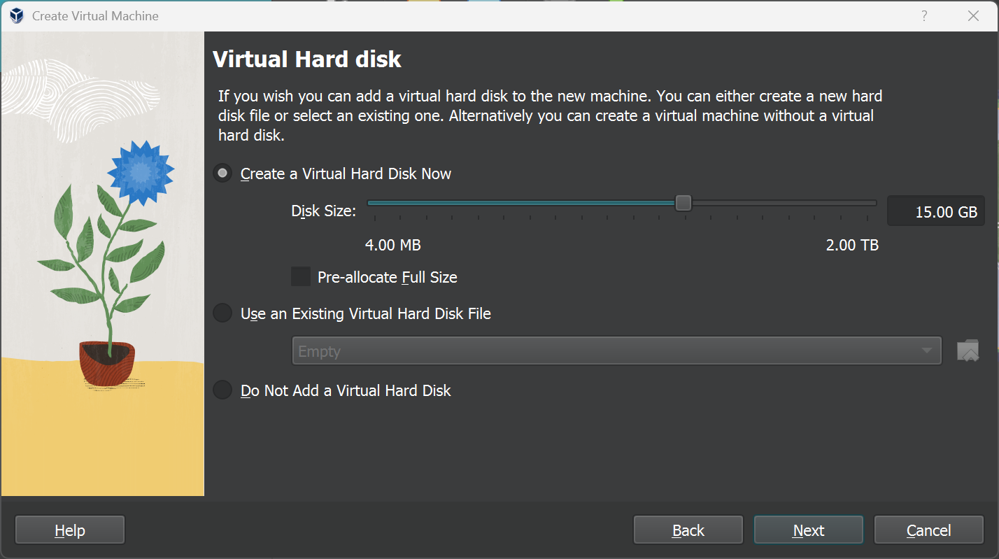 Create Virtual Machine
?
Virtual Hard disk
If you wish you can add a virtual hard disk to the new machine. You can either create a new hard
disk file or select an existing one. Alternatively you can create a virtual machine without a virtual
hard disk.
Create a Virtual Hard Disk Now
Disk Size:
15.00 GB
4.00 MB
2.00 TB
Pre-allocate Full Size
Use an Existing Virtual Hard Disk File
Empty
Do Not Add a Virtual Hard Disk
Help
Back
Next
Cancel